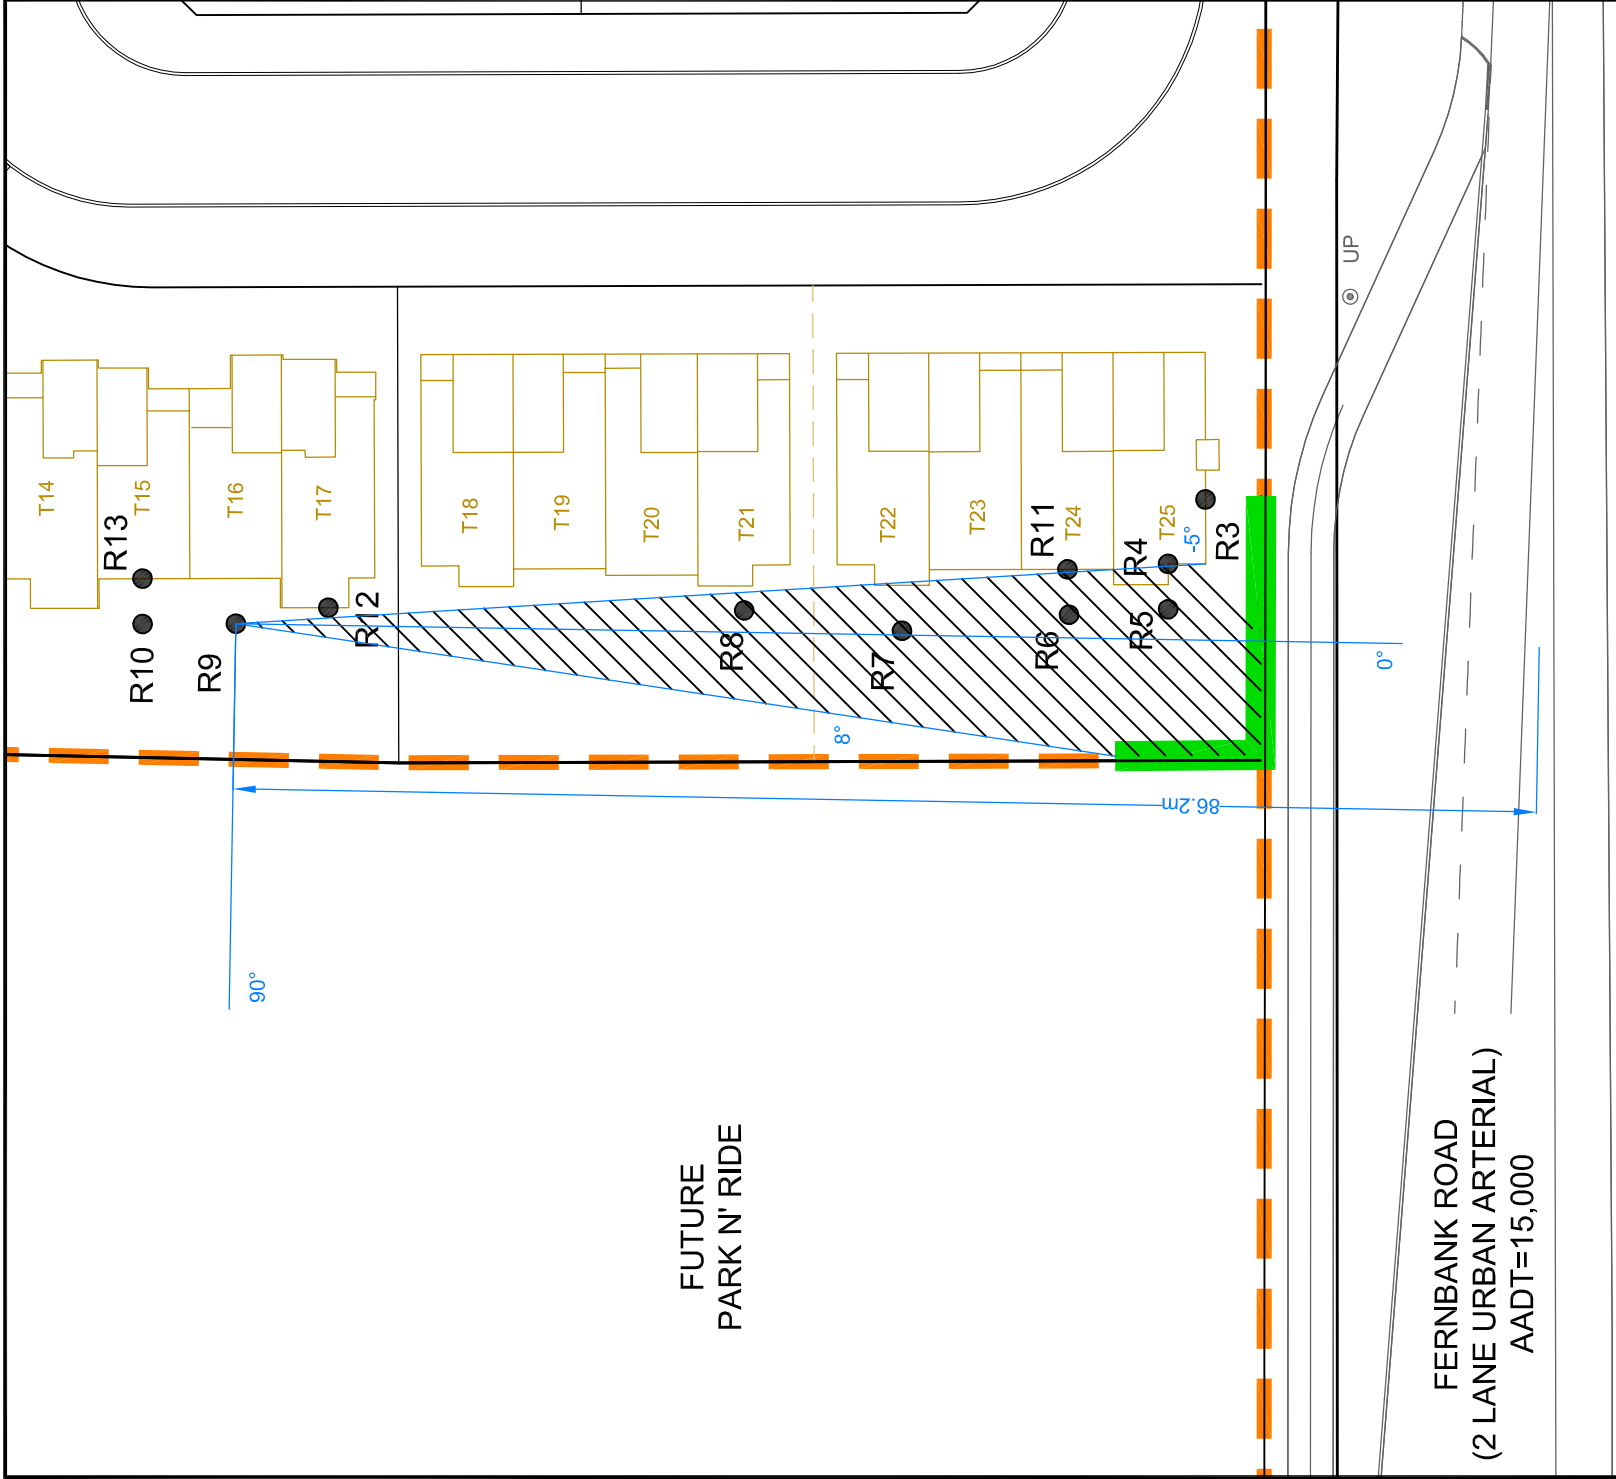 T14
T15
T16
T17
T18
T19
T20
T21
T22
T23
T24
T25
R13
R10
R9
R12
R8
R7
R11
R6
R4
R5
R3
-5°
8°
0°
90°
86.2m
UP
FUTURE
PARK N' RIDE
FERNBANK ROAD
(2 LANE URBAN ARTERIAL)
AADT=15,000